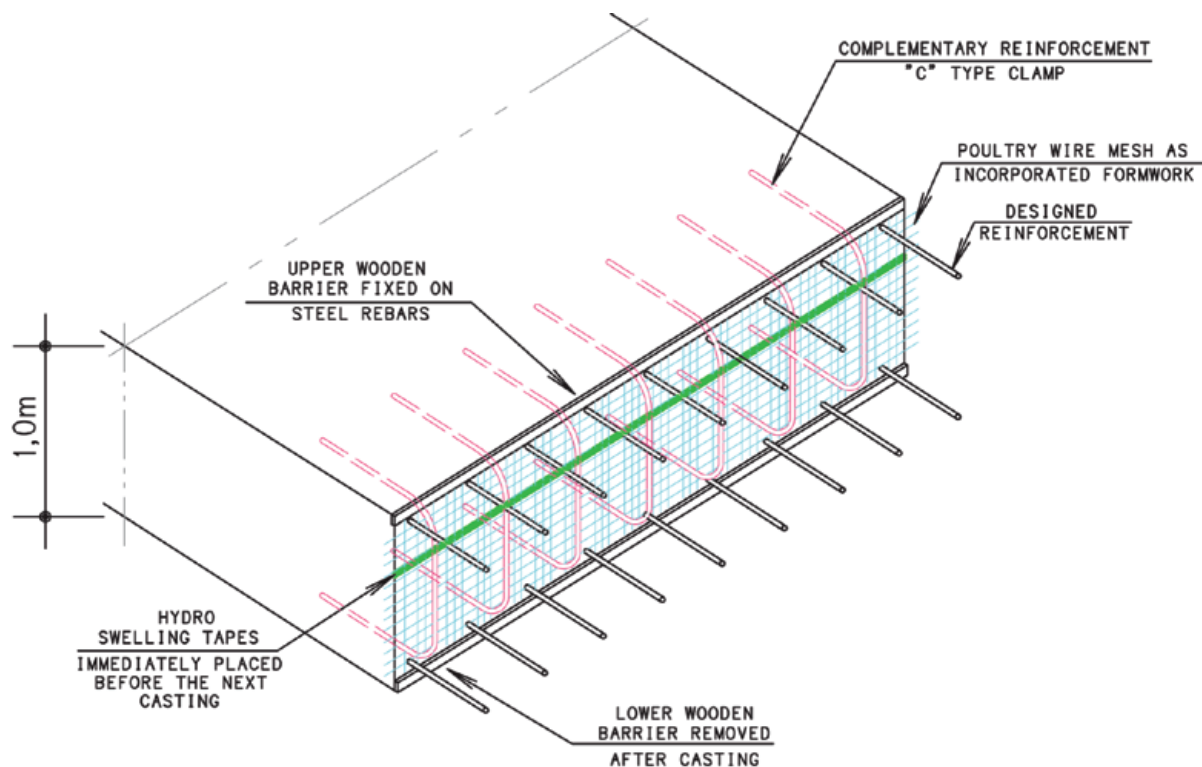 COMPLEMENTARY REINFORCEMENT
"C" TYPE CLAMP
POULTRY WIRE MESH AS
INCORPORATED FORMWORK
DESIGNED
REINFORCEMENT
UPPER WOODEN
BARRIER FIXED ON
STEEL REBARS
1,0m
HYDRO
SWELLING TAPES
IMMEDIATELY PLACED
BEFORE THE NEXT
CASTING
LOWER WOODEN
BARRIER REMOVED
AFTER CASTING